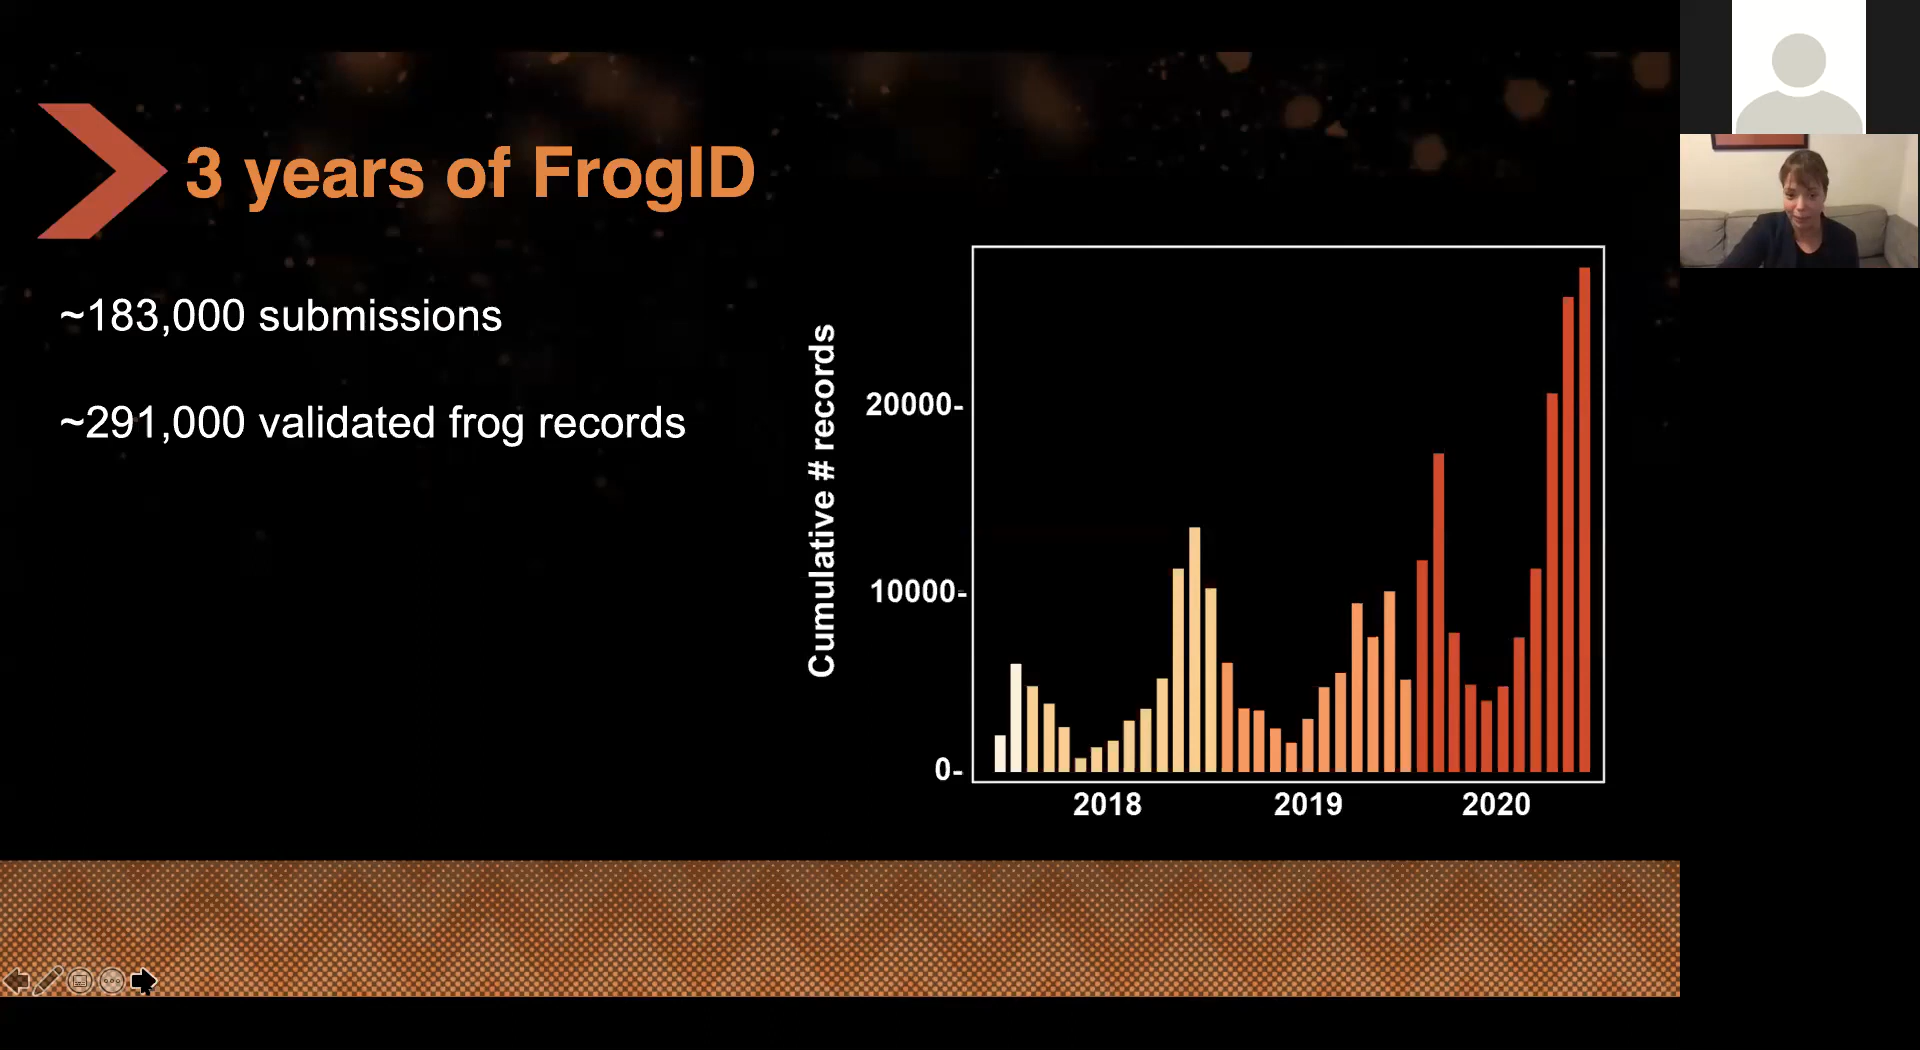 3 years of FrogID
~183,000 submissions
~291,000 validated frog records
Cumulative # records
20000-
10000-
0-
2018
2019
2020